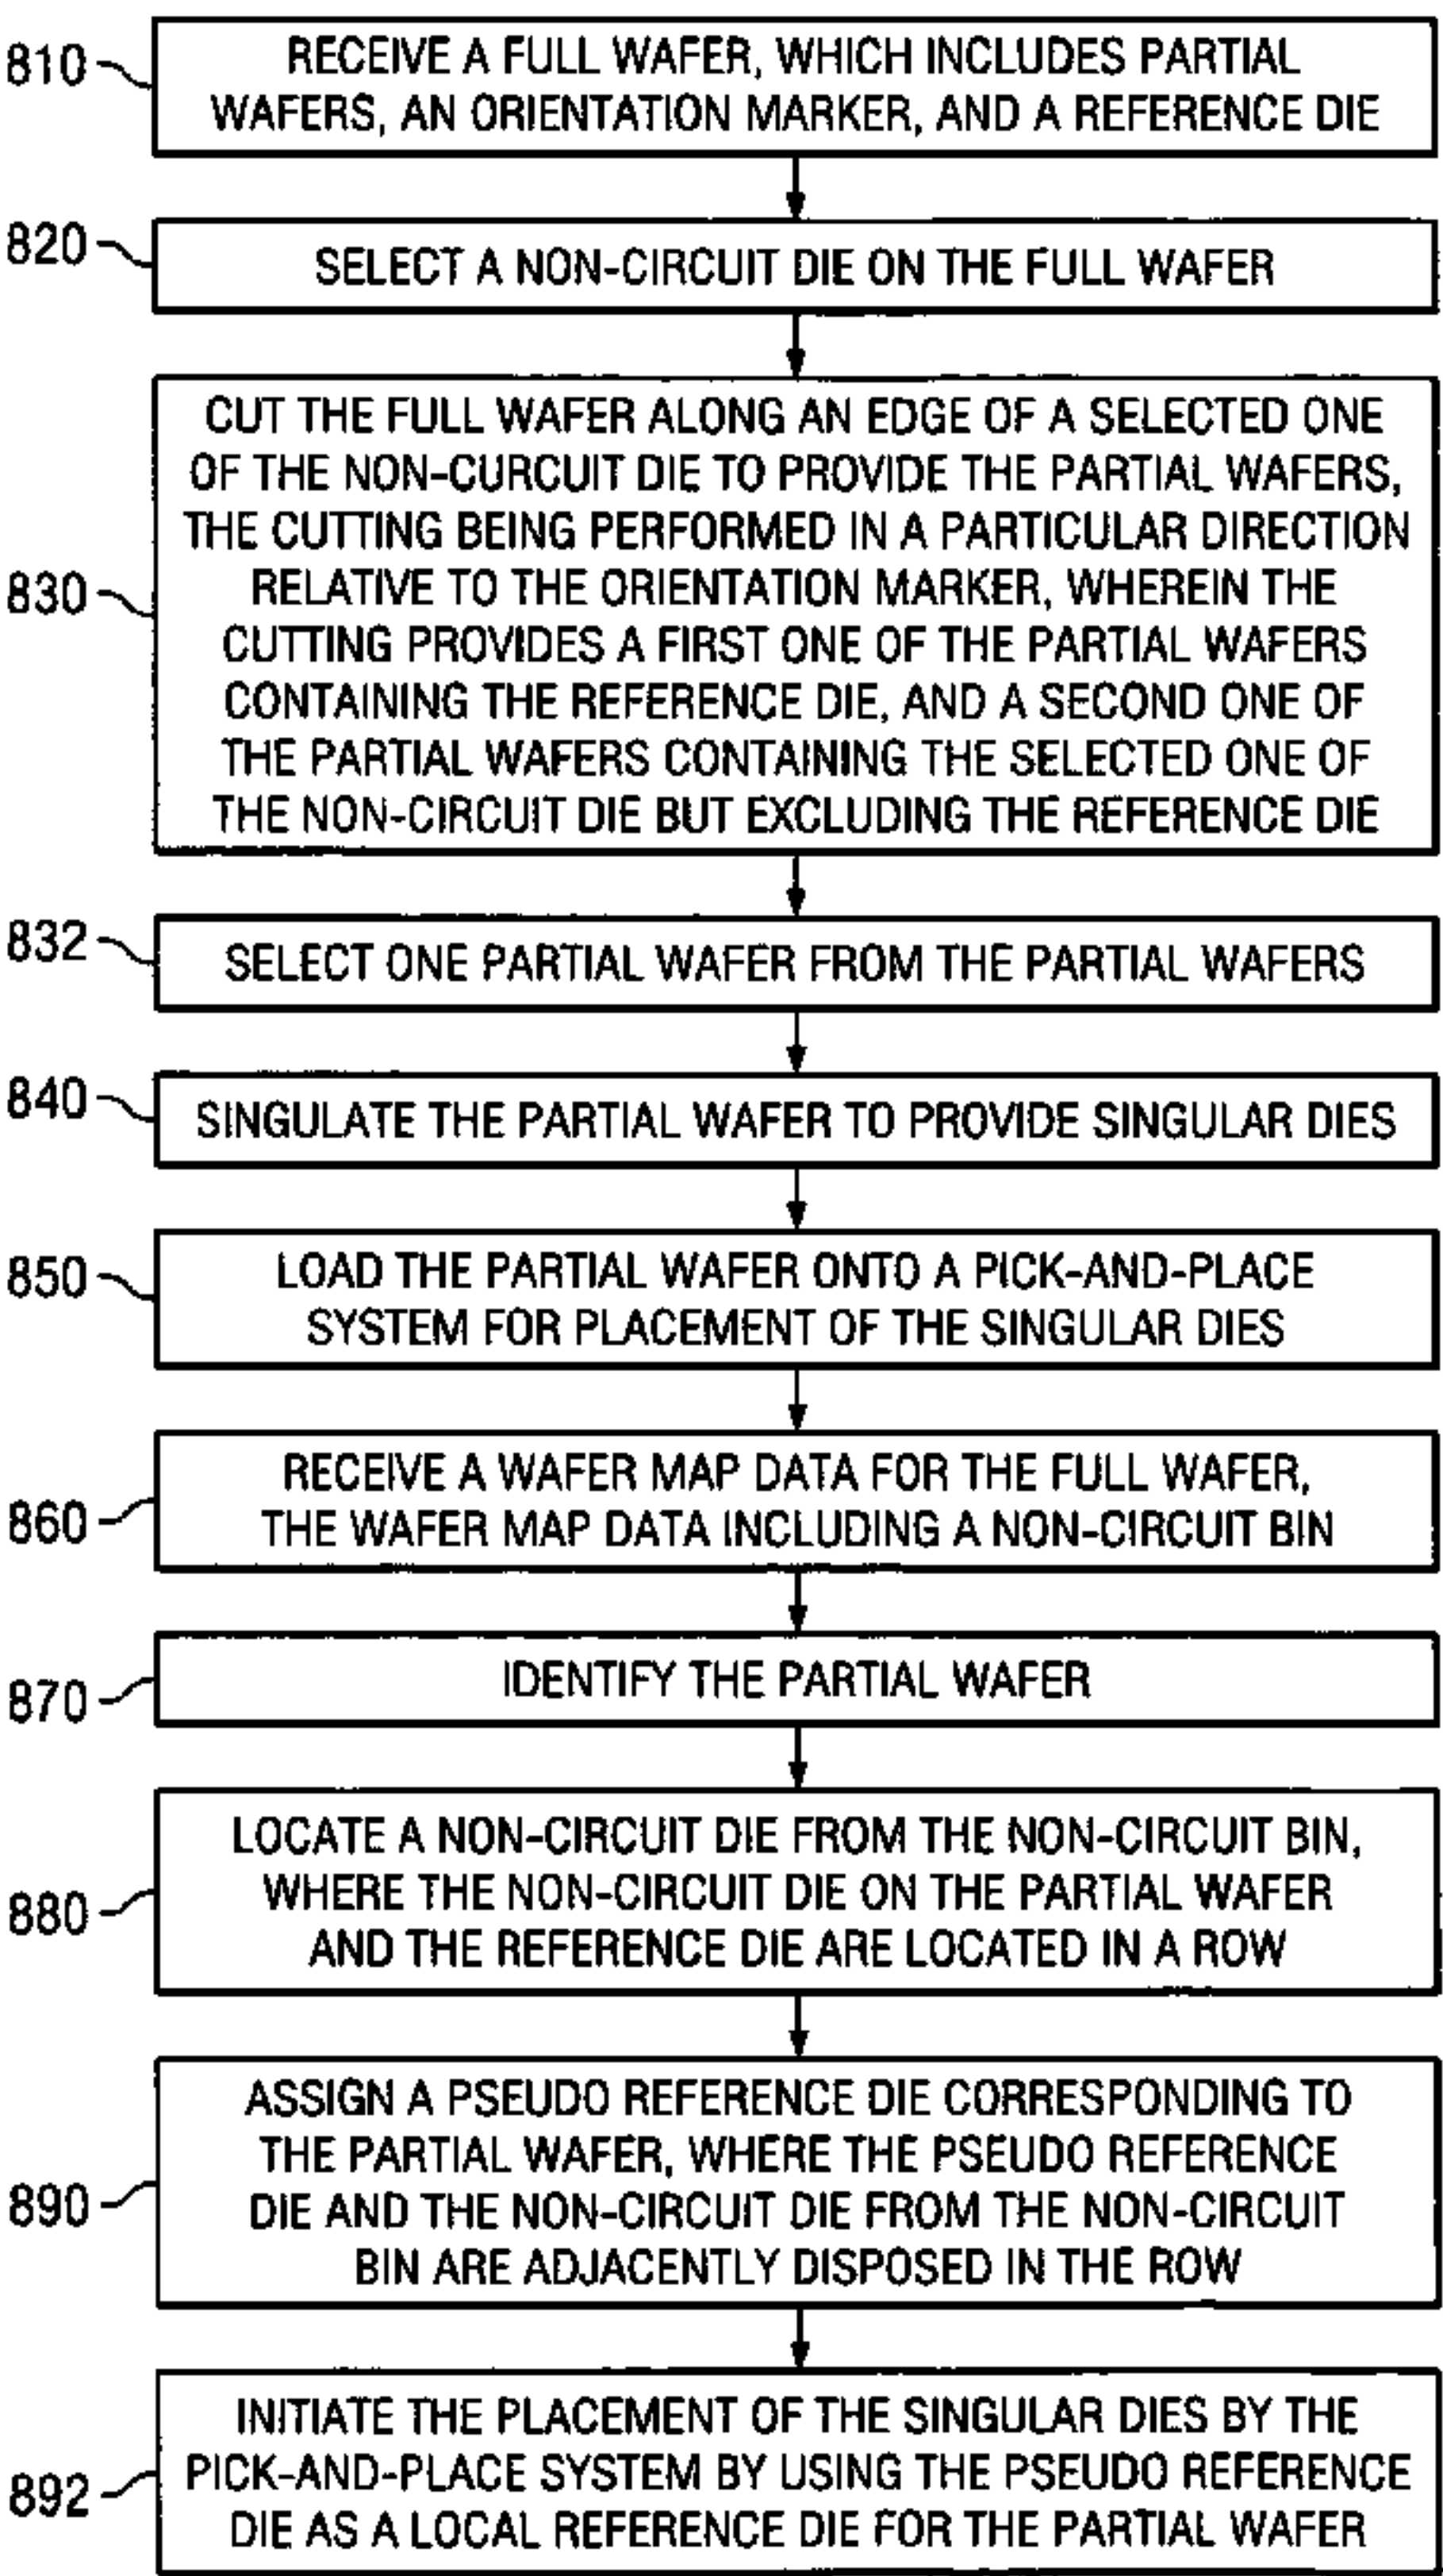 810
RECEIVE A FULL WAFER, WHICH INCLUDES PARTIAL
WAFERS, AN ORIENTATION MARKER, AND A REFERENCE DIE
820
SELECT A NON-CIRCUIT DIE ON THE FULL WAFER
830
CUT THE FULL WAFER ALONG AN EDGE OF A SELECTED ONE
OF THE NON-CURCUIT DIE TO PROVIDE THE PARTIAL WAFERS,
THE CUTTING BEING PERFORMED IN A PARTICULAR DIRECTION
RELATIVE TO THE ORIENTATION MARKER, WHEREIN THE
CUTTING PROVIDES A FIRST ONE OF THE PARTIAL WAFERS
CONTAINING THE REFERENCE DIE, AND A SECOND ONE OF
THE PARTIAL WAFERS CONTAINING THE SELECTED ONE OF
THE NON-CIRCUIT DIE BUT EXCLUDING THE REFERENCE DIE
832
SELECT ONE PARTIAL WAFER FROM THE PARTIAL WAFERS
840
SINGULATE THE PARTIAL WAFER TO PROVIDE SINGULAR DIES
850
LOAD THE PARTIAL WAFER ONTO A PICK-AND-PLACE
SYSTEM FOR PLACEMENT OF THE SINGULAR DIES
860
RECEIVE A WAFER MAP DATA FOR THE FULL WAFER,
THE WAFER MAP DATA INCLUDING A NON-CIRCUIT BIN
870
IDENTIFY THE PARTIAL WAFER
880
LOCATE A NON-CIRCUIT DIE FROM THE NON-CIRCUIT BIN,
WHERE THE NON-CIRCUIT DIE ON THE PARTIAL WAFER
AND THE REFERENCE DIE ARE LOCATED IN A ROW
890
ASSIGN A PSEUDO REFERENCE DIE CORRESPONDING TO
THE PARTIAL WAFER, WHERE THE PSEUDO REFERENCE
DIE AND THE NON-CIRCUIT DIE FROM THE NON-CIRCUIT
BIN ARE ADJACENTLY DISPOSED IN THE ROW
892
INITIATE THE PLACEMENT OF THE SINGULAR DIES BY THE
PICK-AND-PLACE SYSTEM BY USING THE PSEUDO REFERENCE
DIE AS A LOCAL REFERENCE DIE FOR THE PARTIAL WAFER